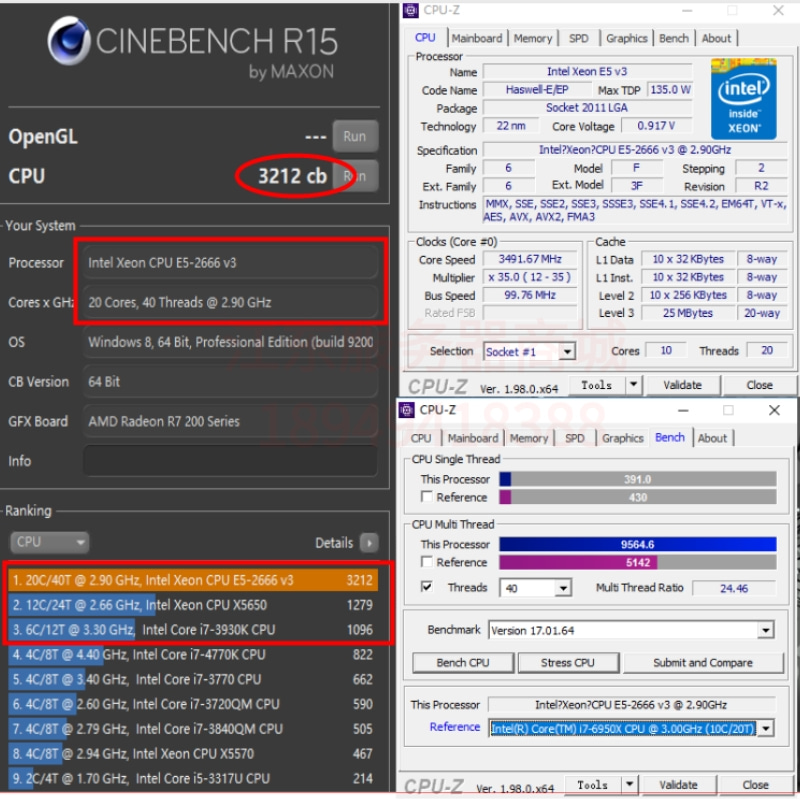 CINEBENCH R15
by MAXON
OpenGL --- Run
CPU 3212 cb
Your System
Processor Intel Xeon CPU E5-2666 v3
Cores x GHz 20 Cores, 40 Threads @ 2.90 GHz
OS Windows 8, 64 Bit, Professional Edition (build 9200
CB Version 64 Bit
GFX Board AMD Radeon R7 200 Series
Info
Ranking
CPU Details
1. 20C/40T @ 2.90 GHz, Intel Xeon CPU E5-2666 v3 3212
2. 12C/24T @ 2.66 GHz, Intel Xeon CPU X5650 1279
3. 6C/12T @ 3.30 GHz, Intel Core i7-3930K CPU 1096
4. 4C/8T @ 4.40 GHz, Intel Core i7-4770K CPU 822
5. 4C/8T @ 3.40 GHz, Intel Core i7-3770 CPU 662
6. 4C/8T @ 2.60 GHz, Intel Core i7-3720QM CPU 590
7. 4C/8T @ 2.79 GHz, Intel Core i7-3840QM CPU 505
8. 4C/8T @ 2.94 GHz, Intel Xeon CPU X5570 467
9. 2C/4T @ 1.70 GHz, Intel Core i5-3317U CPU 214
CPU-Z
CPU Mainboard Memory SPD Graphics Bench About
Processor
Name Intel Xeon E5 v3
Code Name Haswell-E/EP Max TDP 135.0 W
Package Socket 2011 LGA
Technology 22 nm Core Voltage 0.917 V
intel inside™ XEON®
Specification Intel?Xeon?CPU E5-2666 v3 @ 2.90GHz
Family 6 Model F Stepping 2
Ext. Family 6 Ext. Model 3F Revision R2
Instructions MMX, SSE, SSE2, SSE3, SSSE3, SSE4.1, SSE4.2, EM64T, VT-x,
AES, AVX, AVX2, FMA3
Clocks (Core #0)
Core Speed 3491.67 MHz
Multiplier x 35.0 ( 12 - 35 )
Bus Speed 99.76 MHz
Rated FSB
Cache
L1 Data 10 x 32 KBytes 8-way
L1 Inst. 10 x 32 KBytes 8-way
Level 2 10 x 256 KBytes 8-way
Level 3 25 MBytes 20-way
Selection Socket #1 Cores 10 Threads 20
CPU-Z Ver. 1.98.0.x64 Tools Validate Close
CPU-Z
CPU Mainboard Memory SPD Graphics Bench About
CPU Single Thread
This Processor 391.0
Reference 430
CPU Multi Thread
This Processor 9564.6
Reference 5142
Threads 40 Multi Thread Ratio 24.46
Benchmark Version 17.01.64
Bench CPU Stress CPU Submit and Compare
This Processor Intel?Xeon?CPU E5-2666 v3 @ 2.90GHz
Reference Intel(R) Core(TM) i7-6950X CPU @ 3.00GHz (10C/20T)
CPU-Z Ver. 1.98.0.x64 Tools Validate Close